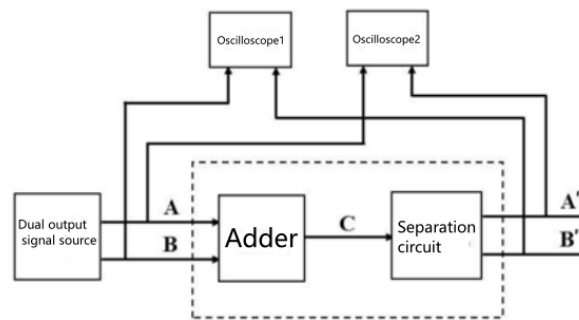 Oscilloscope1
Oscilloscope2
Dual output
signal source
A
B
Adder
C
Separation
circuit
A'
B'